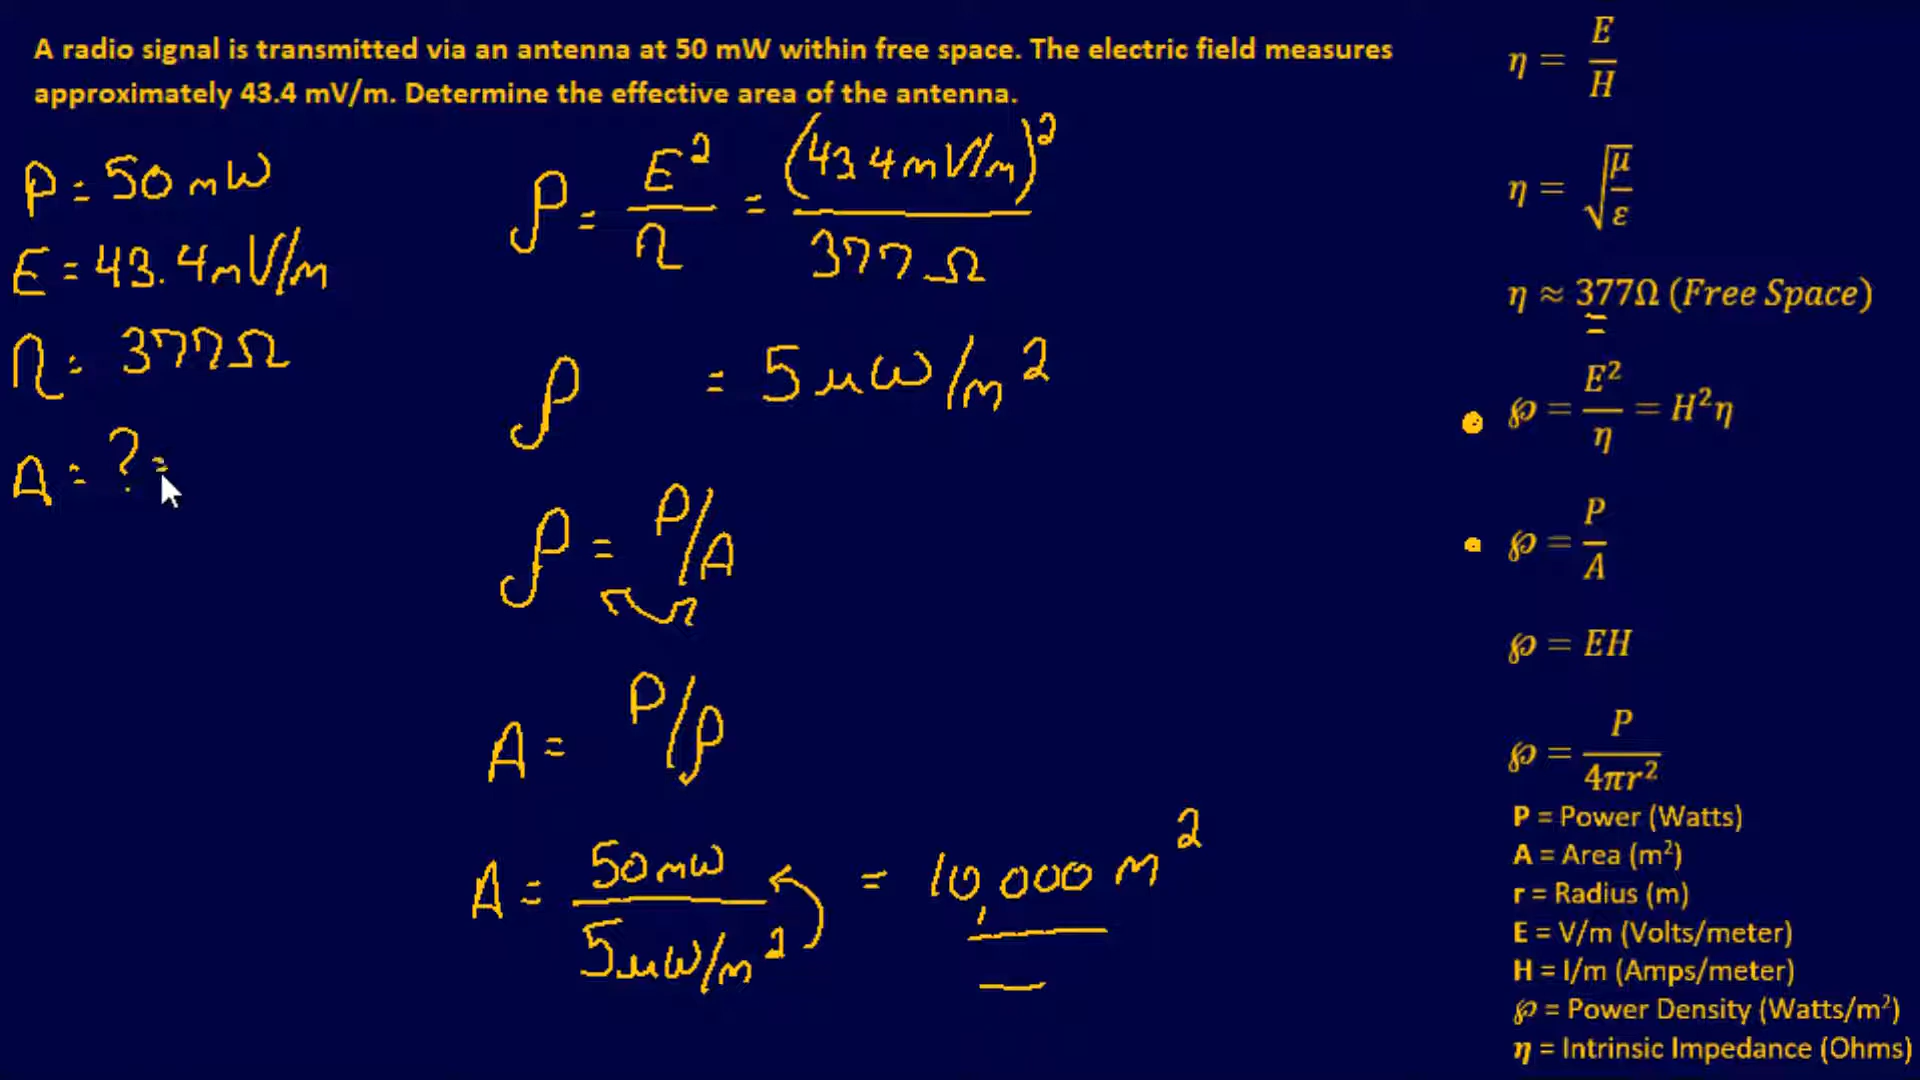 A radio signal is transmitted via an antenna at 50 mW within free space. The electric field measures
approximately 43.4 mV/m. Determine the effective area of the antenna.
P = 50 mW
E = 43.4 mV/m
η = 377Ω
A = ? =
℘ = E² / η = (43.4 mV/m)² / 377 Ω
℘ = 5 μW/m²
℘ = P/A
A = P/℘
A = 50 mW / 5 μW/m² = 10,000 m²
η = E / H
η = √(μ / ε)
η ≈ 377Ω (Free Space)
℘ = E² / η = H²η
℘ = P / A
℘ = EH
℘ = P / 4πr²
P = Power (Watts)
A = Area (m²)
r = Radius (m)
E = V/m (Volts/meter)
H = I/m (Amps/meter)
℘ = Power Density (Watts/m²)
η = Intrinsic Impedance (Ohms)